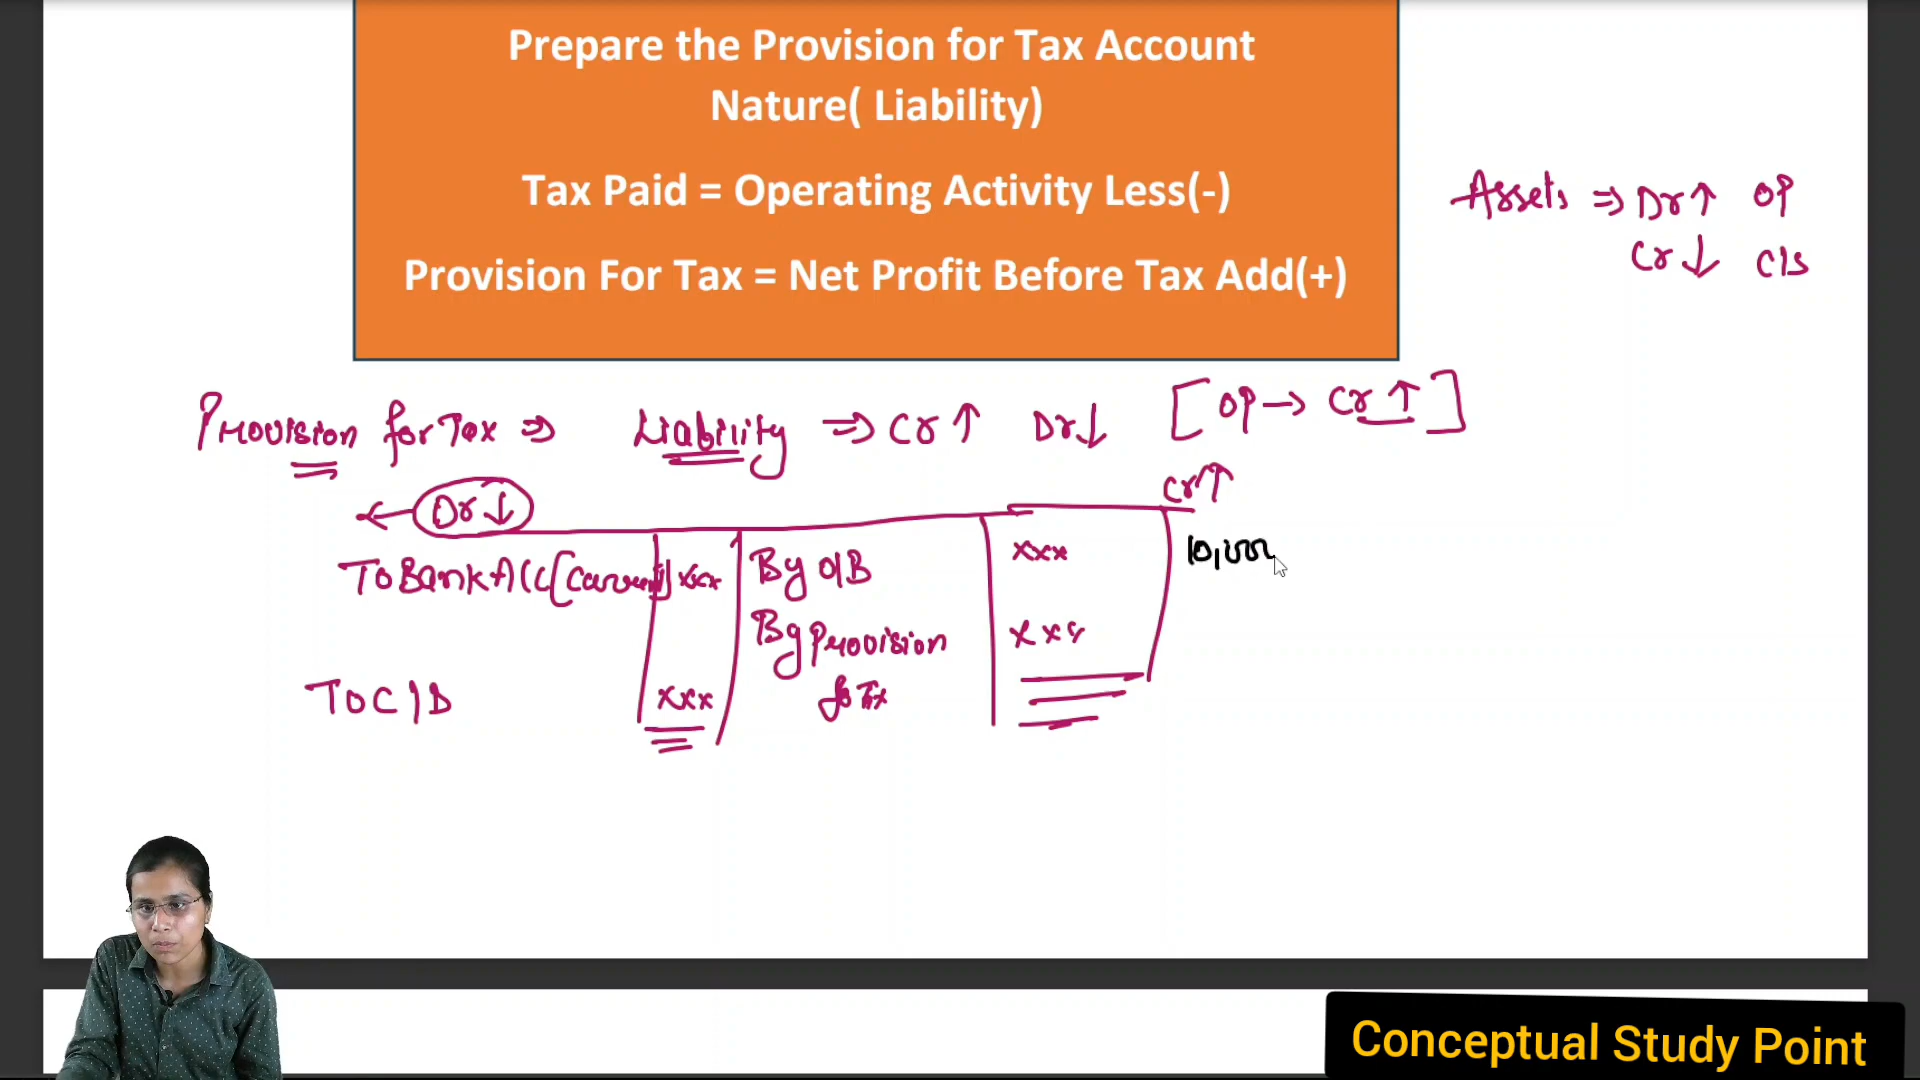 Prepare the Provision for Tax Account
Nature( Liability)
Tax Paid = Operating Activity Less(-)
Provision For Tax = Net Profit Before Tax Add(+)
Assets ⇒ Dr↑ OP
Cr↓ Cls
Provision for Tax ⇒ Liability ⇒ Cr↑ Dr↓ [OP → Cr↑]
← Dr↓ Cr↑
To Bank A/C [ xxx By O/B xxx 10,000
By Provision xxx
To C/B xxx for Tax
Conceptual Study Point